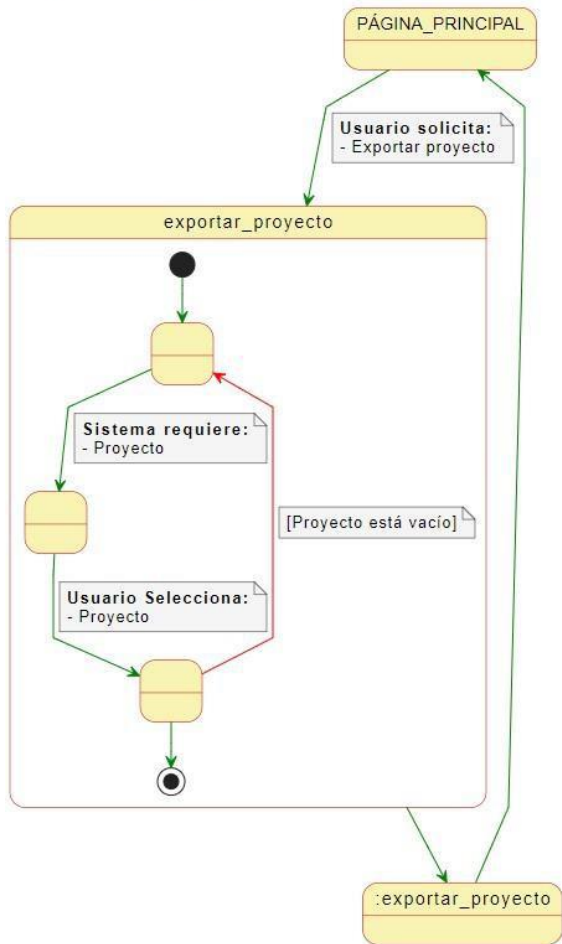 PÁGINA_PRINCIPAL
Usuario solicita:
- Exportar proyecto
exportar_proyecto
Sistema requiere:
- Proyecto
[Proyecto está vacío]
Usuario Selecciona:
- Proyecto
:exportar_proyecto